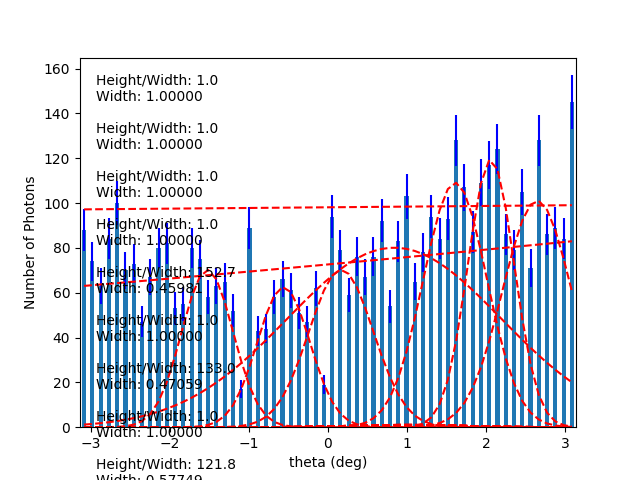 160
140
120
100
80
60
40
20
0
Number of Photons
Height/Width: 1.0
Width: 1.00000
Height/Width: 1.0
Width: 1.00000
Height/Width: 1.0
Width: 1.00000
Height/Width: 1.0
Width: 1.00000
Height/Width: 152.7
Width: 0.45981
Height/Width: 1.0
Width: 1.00000
Height/Width: 133.0
Width: 0.47059
Height/Width: 1.0
Width: 1.00000
Height/Width: 121.8
Width: 0.57749
−3 −2 −1 0 1 2 3
theta (deg)